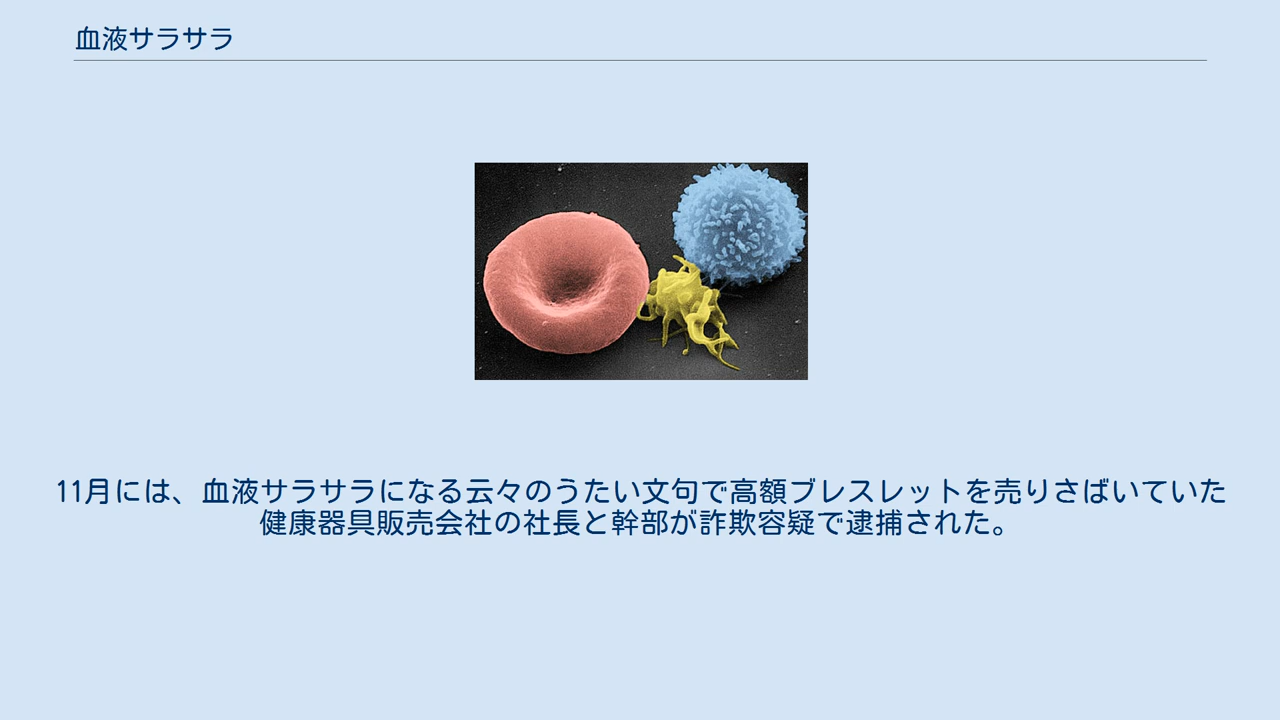 血液サラサラ
11月には、血液サラサラになる云々のうたい文句で高額ブレスレットを売りさばいていた
健康器具販売会社の社長と幹部が詐欺容疑で逮捕された。